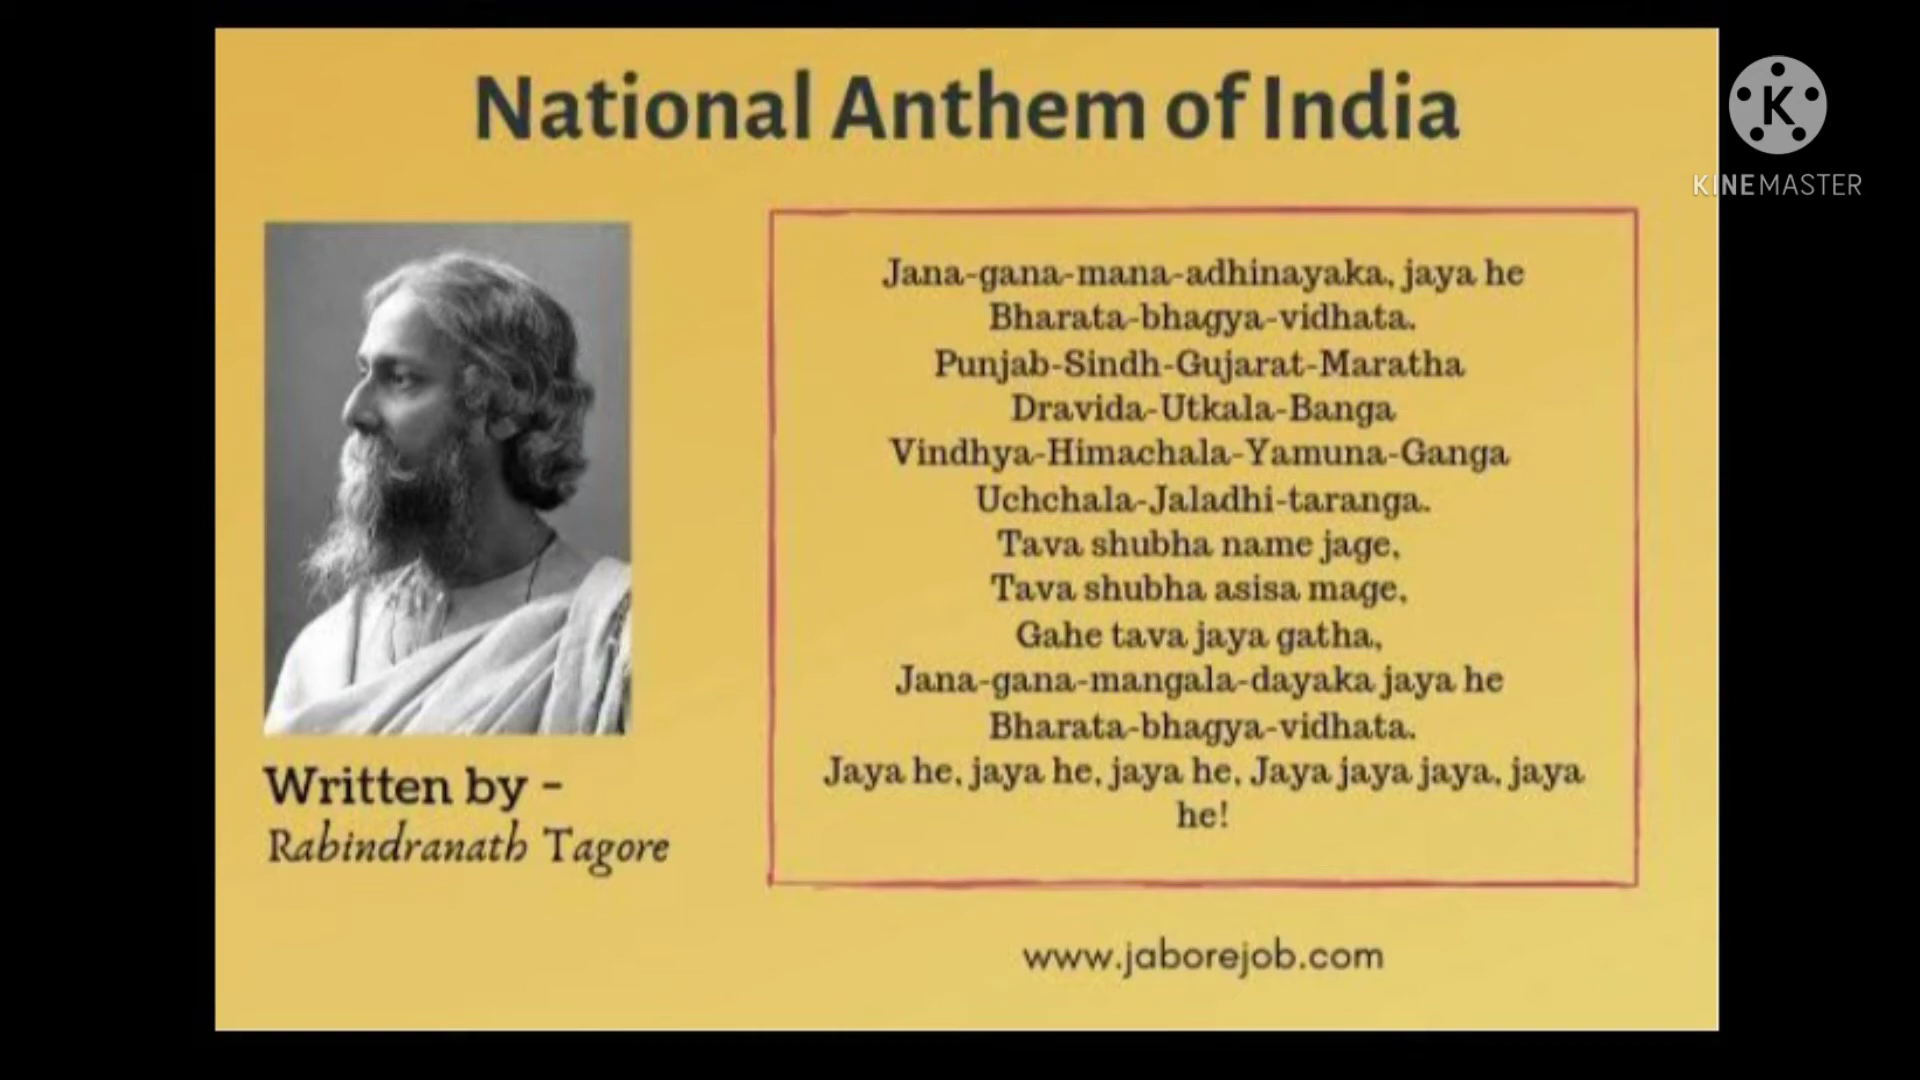 National Anthem of India
KINEMASTER
Jana-gana-mana-adhinayaka, jaya he
Bharata-bhagya-vidhata.
Punjab-Sindh-Gujarat-Maratha
Dravida-Utkala-Banga
Vindhya-Himachala-Yamuna-Ganga
Uchchala-Jaladhi-taranga.
Tava shubha name jage,
Tava shubha asisa mage,
Gahe tava jaya gatha,
Jana-gana-mangala-dayaka jaya he
Bharata-bhagya-vidhata.
Jaya he, jaya he, jaya he, Jaya jaya jaya, jaya
he!
Written by -
Rabindranath Tagore
www.jaborejob.com